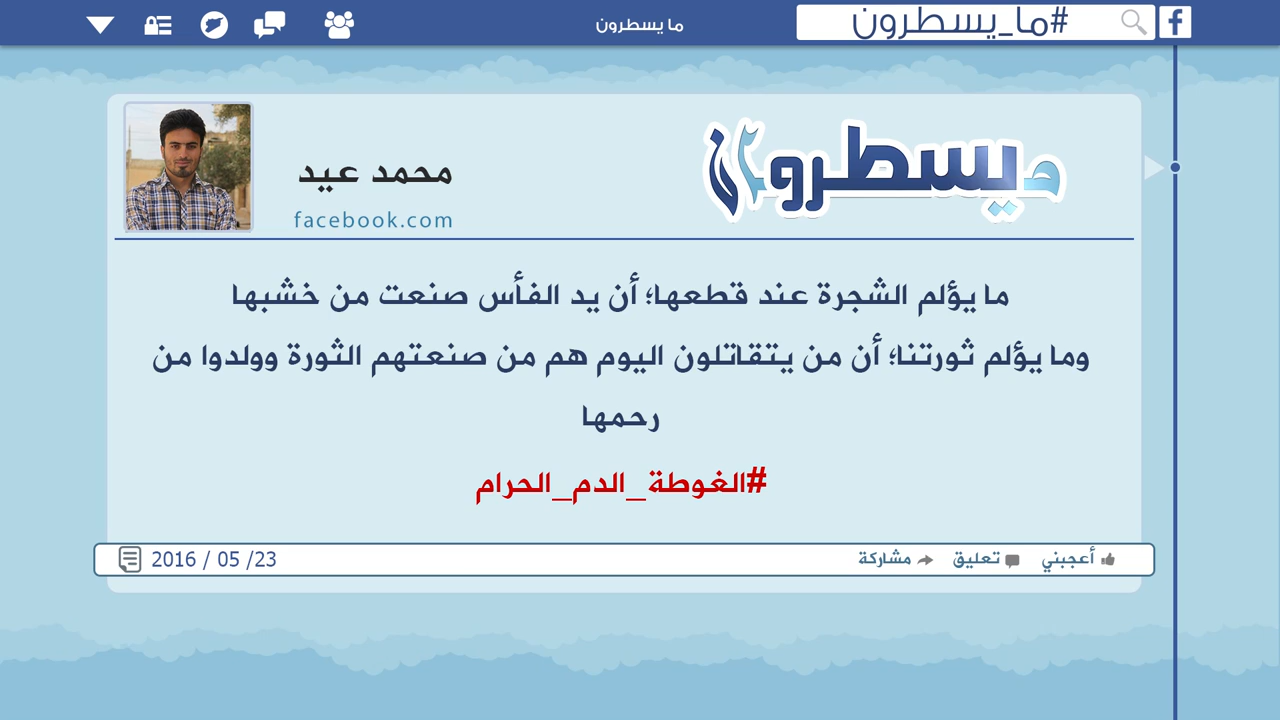 #ما_يسطرون
ما يسطرون
ما يسطرون
محمد عيد
facebook.com
ما يؤلم الشجرة عند قطعها؛ أن يد الفأس صنعت من خشبها
وما يؤلم ثورتنا؛ أن من يتقاتلون اليوم هم من صنعتهم الثورة وولدوا من
رحمها
#الغوطة_الدم_الحرام
أعجبني تعليق مشاركة 2016 / 05 /23